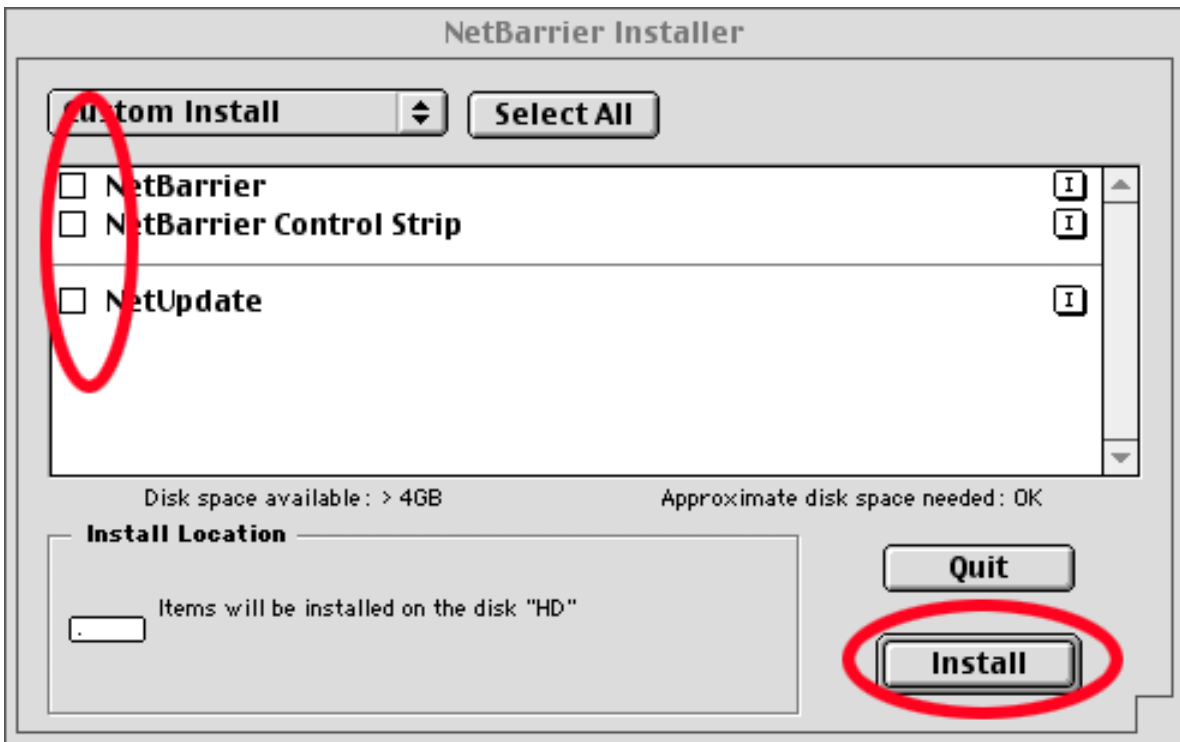 NetBarrier Installer
Custom Install
Select All
NetBarrier I
NetBarrier Control Strip I
NetUpdate I
Disk space available: > 4GB Approximate disk space needed: OK
Install Location
Items will be installed on the disk "HD"
Quit
Install